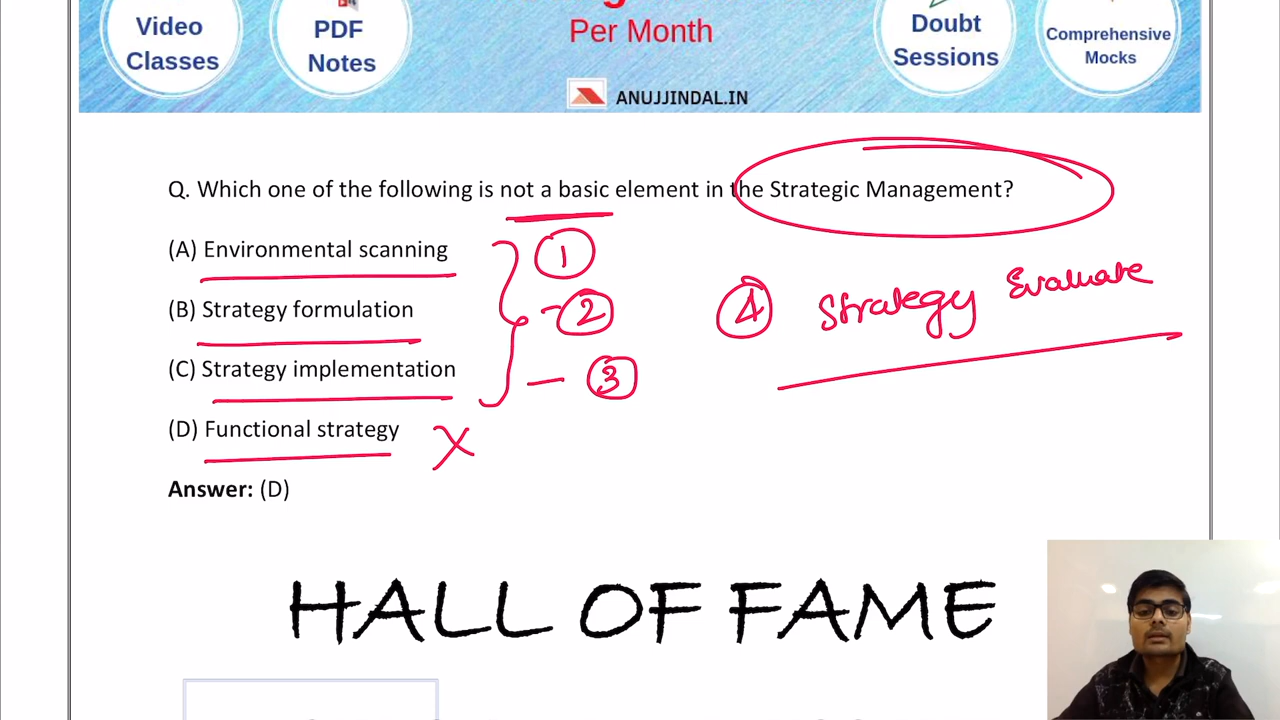 Video
Classes
PDF
Notes
Per Month
Doubt
Sessions
Comprehensive
Mocks
ANUJJINDAL.IN
Q. Which one of the following is not a basic element in the Strategic Management?
(A) Environmental scanning
1
(B) Strategy formulation
2
4 Strategy Evaluate
(C) Strategy implementation
3
(D) Functional strategy X
Answer: (D)
HALL OF FAME